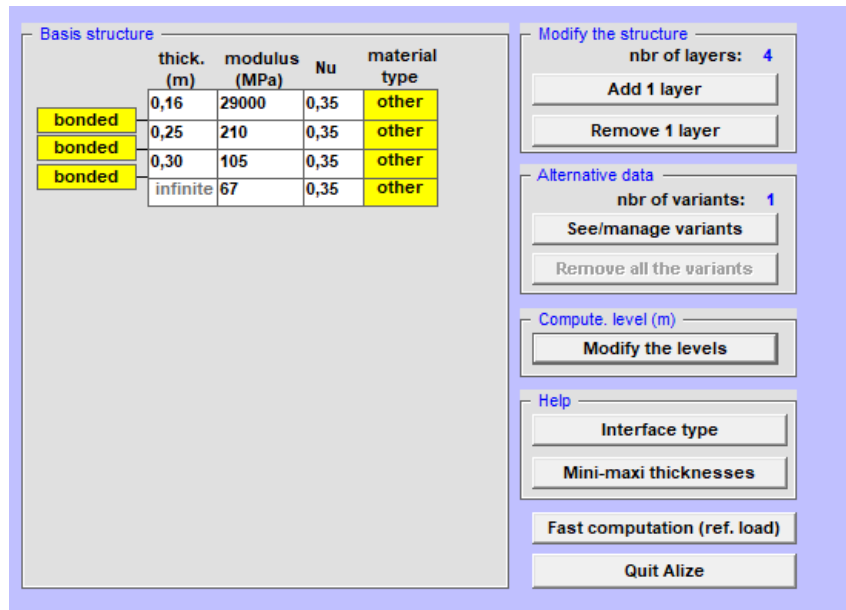 Basis structure
thick. (m) modulus (MPa) Nu material type
0,16 29000 0,35 other
bonded
0,25 210 0,35 other
bonded
0,30 105 0,35 other
bonded
infinite 67 0,35 other
Modify the structure
nbr of layers: 4
Add 1 layer
Remove 1 layer
Alternative data
nbr of variants: 1
See/manage variants
Remove all the variants
Compute. level (m)
Modify the levels
Help
Interface type
Mini-maxi thicknesses
Fast computation (ref. load)
Quit Alize